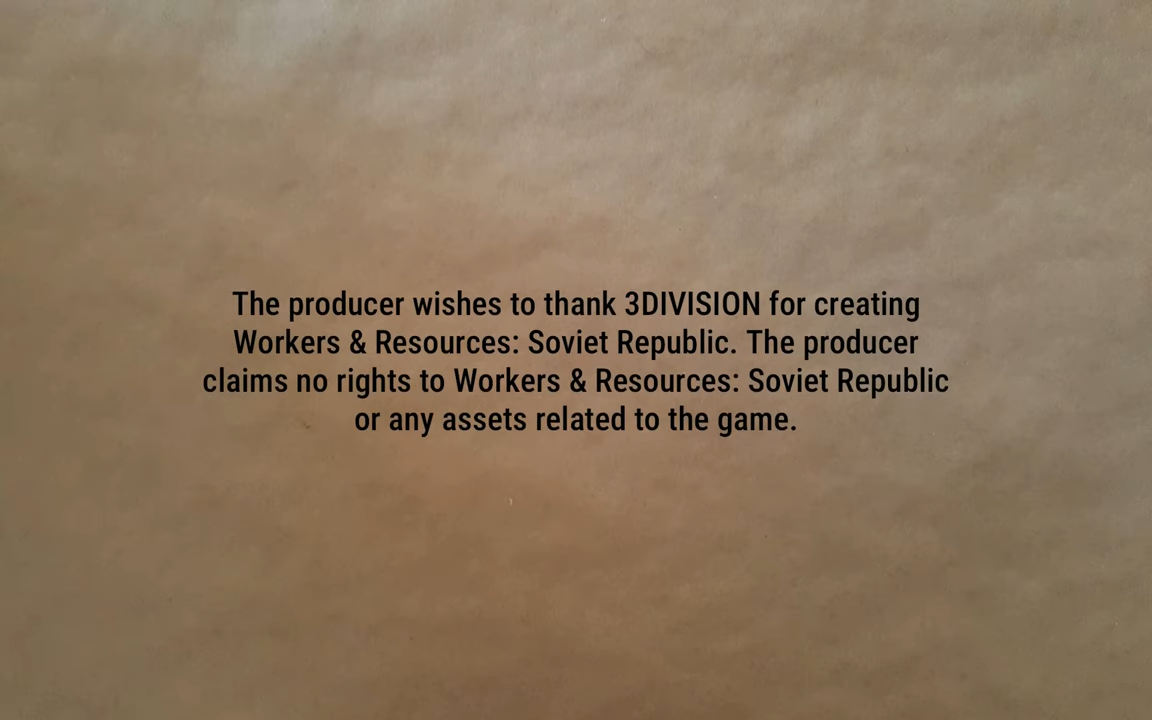 The producer wishes to thank 3DIVISION for creating
Workers & Resources: Soviet Republic. The producer
claims no rights to Workers & Resources: Soviet Republic
or any assets related to the game.